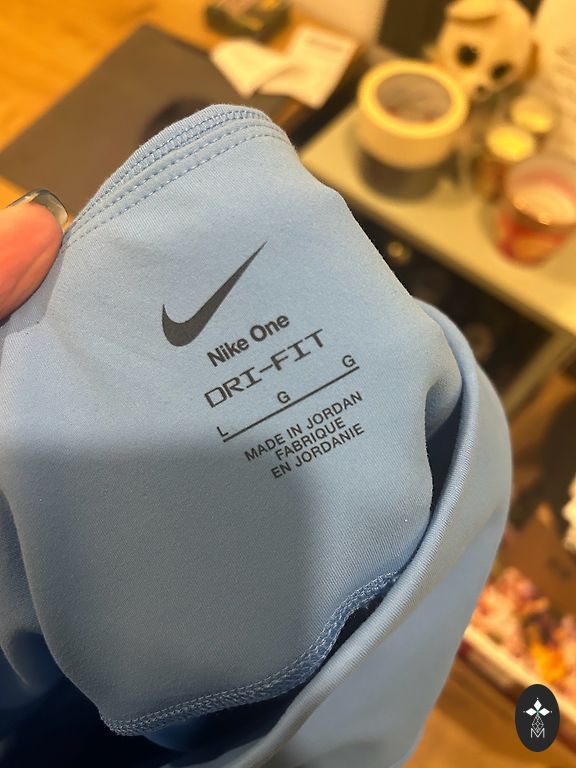 Nike One
DRI-FIT
L G G
MADE IN JORDAN
FABRIQUE
EN JORDANIE
M